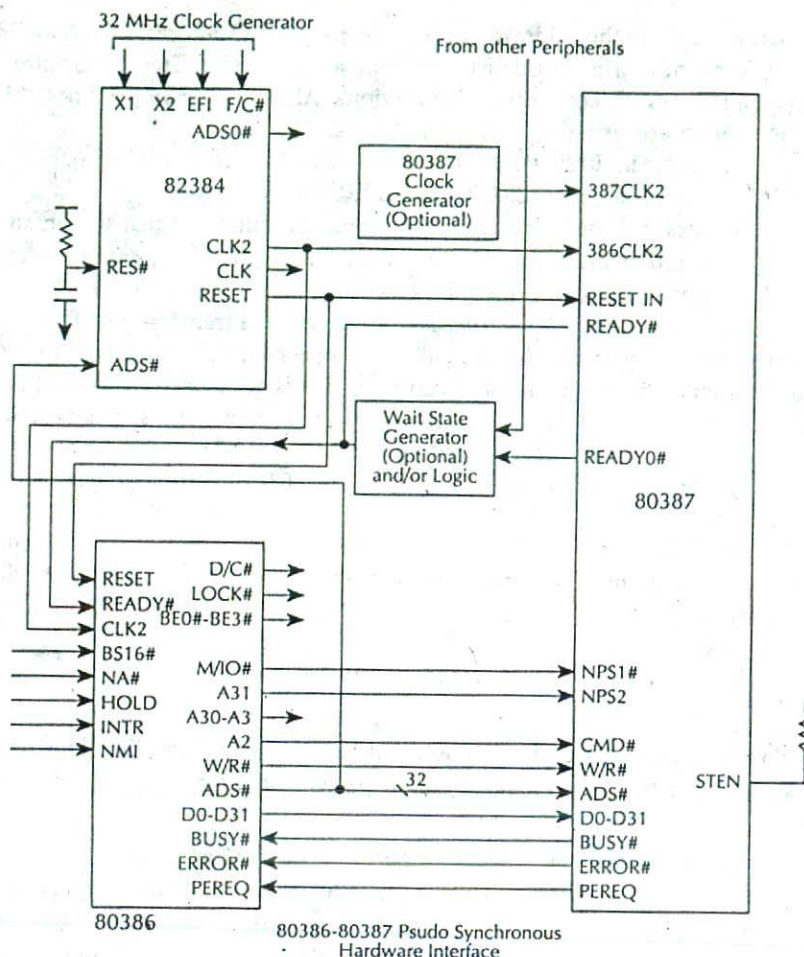 32 MHz Clock Generator
From other Peripherals
X1 X2 EFI F/C#
ADS0#
82384
80387
Clock
Generator
(Optional)
387CLK2
CLK2
386CLK2
RES#
CLK
RESET
RESET IN
READY#
ADS#
Wait State
Generator
(Optional)
and/or Logic
READY0#
80387
RESET
READY#
CLK2
BS16#
NA#
HOLD
INTR
NMI
D/C#
LOCK#
BE0#-BE3#
M/IO#
A31
A30-A3
A2
W/R#
ADS#
D0-D31
BUSY#
ERROR#
PEREQ
32
NPS1#
NPS2
CMD#
W/R#
ADS#
D0-D31
BUSY#
ERROR#
PEREQ
STEN
80386
80386-80387 Psudo Synchronous
Hardware Interface